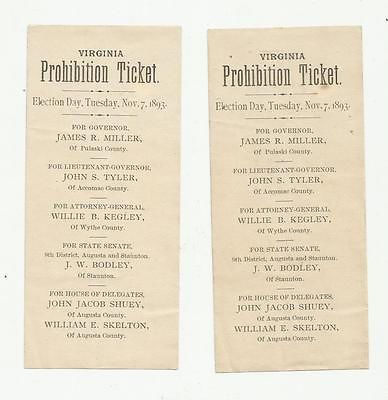 VIRGINIA
Prohibition Ticket.
Election Day, Tuesday, Nov. 7, 1893.
FOR GOVERNOR,
JAMES R. MILLER,
Of Pulaski County.
FOR LIEUTENANT-GOVERNOR,
JOHN S. TYLER,
Of Accomac County.
FOR ATTORNEY-GENERAL,
WILLIE B. KEGLEY,
Of Wythe County.
FOR STATE SENATE,
9th District, Augusta and Staunton.
J. W. BODLEY,
Of Staunton.
FOR HOUSE OF DELEGATES,
JOHN JACOB SHUEY,
Of Augusta County.
WILLIAM E. SKELTON,
Of Augusta County.
VIRGINIA
Prohibition Ticket.
Election Day, Tuesday, Nov. 7, 1893.
FOR GOVERNOR,
JAMES R. MILLER,
Of Pulaski County.
FOR LIEUTENANT-GOVERNOR,
JOHN S. TYLER,
Of Accomac County.
FOR ATTORNEY-GENERAL,
WILLIE B. KEGLEY,
Of Wythe County.
FOR STATE SENATE,
9th District, Augusta and Staunton.
J. W. BODLEY,
Of Staunton.
FOR HOUSE OF DELEGATES,
JOHN JACOB SHUEY,
Of Augusta County.
WILLIAM E. SKELTON,
Of Augusta County.